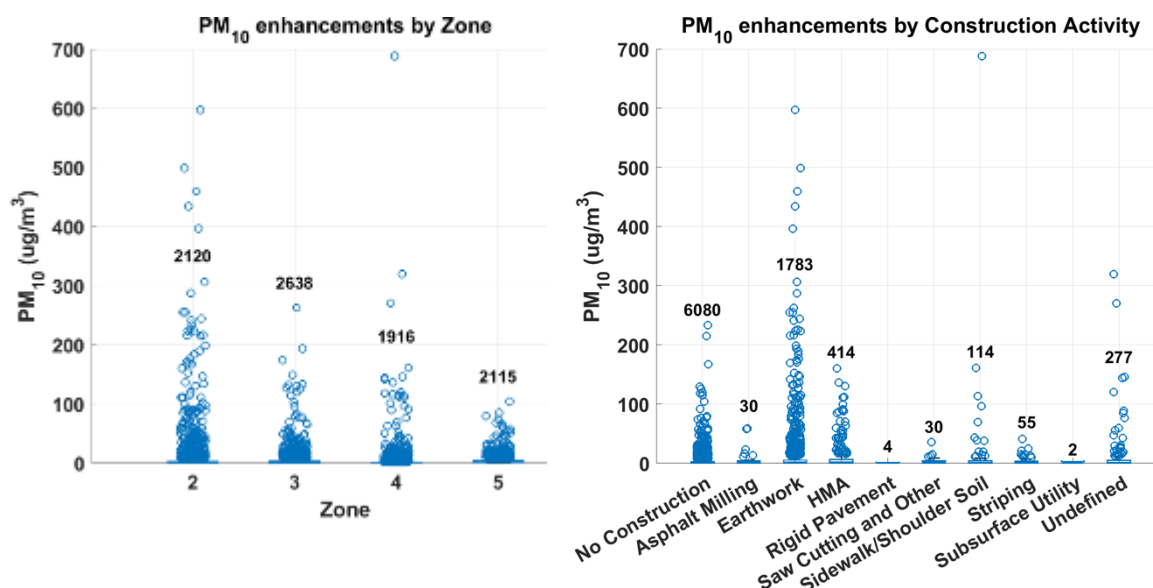 PM10 enhancements by Zone
PM10 (ug/m3)
700
600
500
400
300
200
100
0
2120
2638
1916
2115
2
3
4
5
Zone
PM10 enhancements by Construction Activity
PM10 (ug/m3)
700
600
500
400
300
200
100
0
6080
30
1783
414
4
30
114
55
2
277
No Construction
Asphalt Milling
Earthwork
HMA
Rigid Pavement
Saw Cutting and Other
Sidewalk/Shoulder Soil
Striping
Subsurface Utility
Undefined